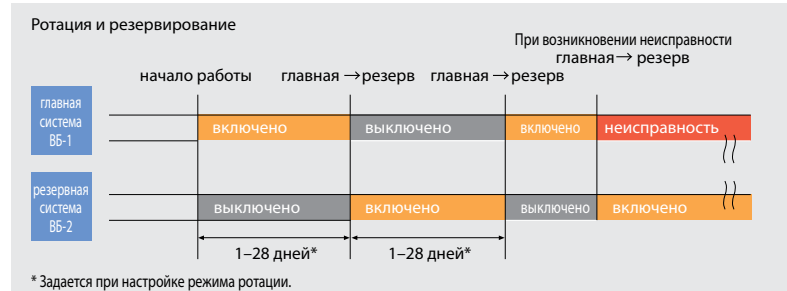 Ротация и резервирование
При возникновении неисправности
главная→ резерв
начало работы главная →резерв главная →резерв
главная
система
ВБ-1
включено выключено включено неисправность
резервная
система
ВБ-2
выключено включено выключено включено
1–28 дней* 1–28 дней*
* Задается при настройке режима ротации.